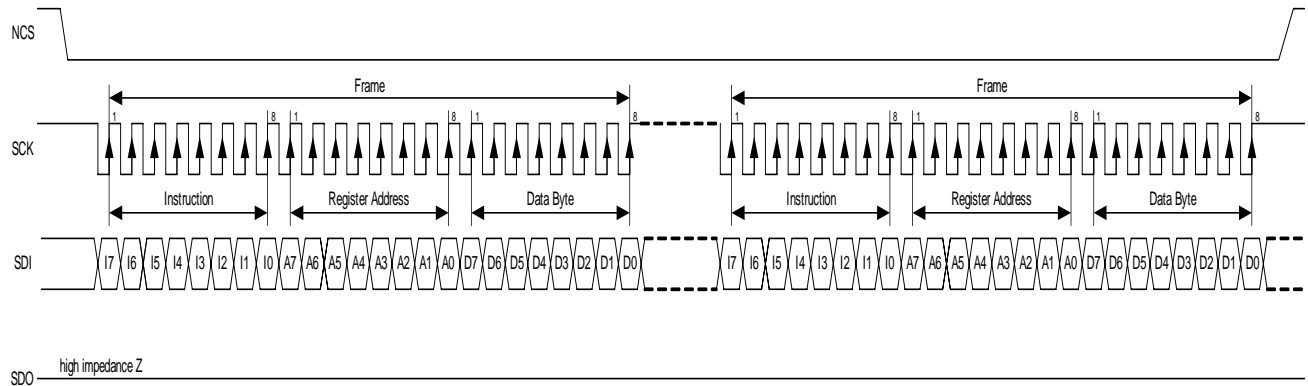 NCS
Frame Frame
1 8 1 8 1 8 1 8 1 8 1 8
SCK
Instruction Register Address Data Byte Instruction Register Address Data Byte
SDI I7 I6 I5 I4 I3 I2 I1 I0 A7 A6 A5 A4 A3 A2 A1 A0 D7 D6 D5 D4 D3 D2 D1 D0 I7 I6 I5 I4 I3 I2 I1 I0 A7 A6 A5 A4 A3 A2 A1 A0 D7 D6 D5 D4 D3 D2 D1 D0
high impedance Z
SDO